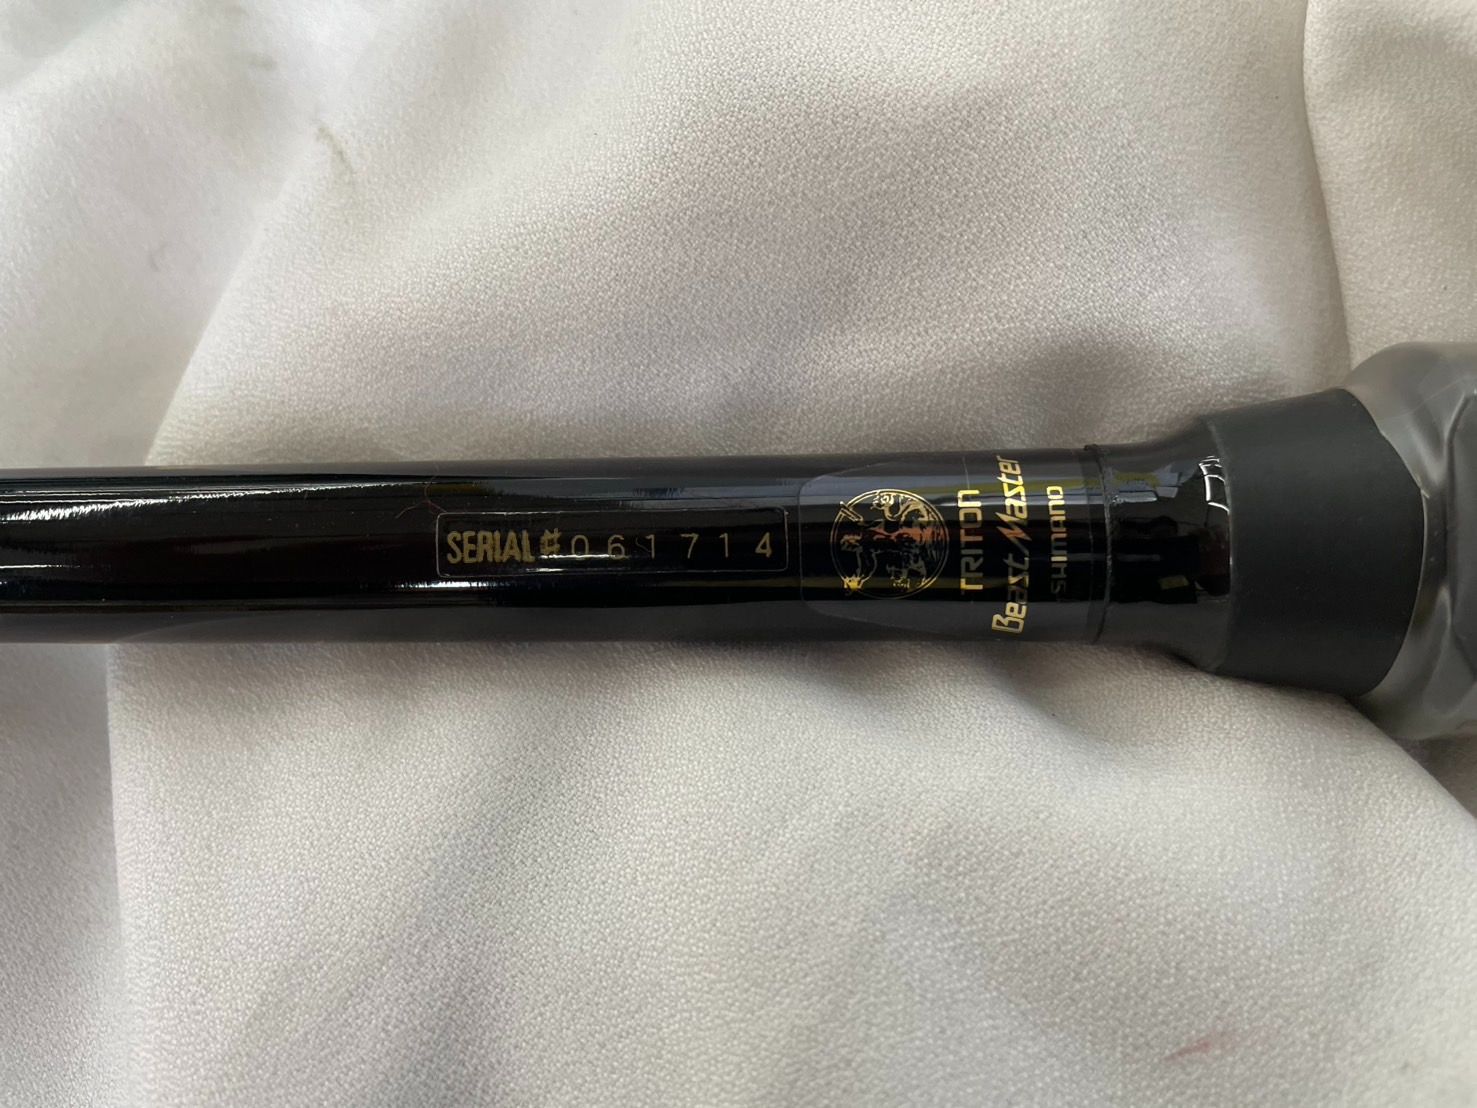 SERIAL # 061714
TRITON
Beast Master
SHIMANO